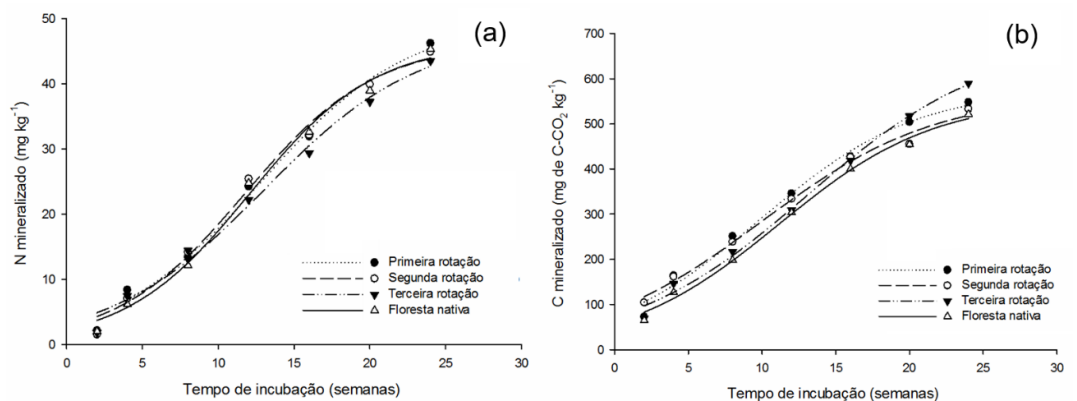 (a)
N mineralizado (mg kg⁻¹)
50
40
30
20
10
0
Primeira rotação
Segunda rotação
Terceira rotação
Floresta nativa
0 5 10 15 20 25 30
Tempo de incubação (semanas)
(b)
C mineralizado (mg de C-CO₂ kg⁻¹)
700
600
500
400
300
200
100
0
Primeira rotação
Segunda rotação
Terceira rotação
Floresta nativa
0 5 10 15 20 25 30
Tempo de incubação (semanas)